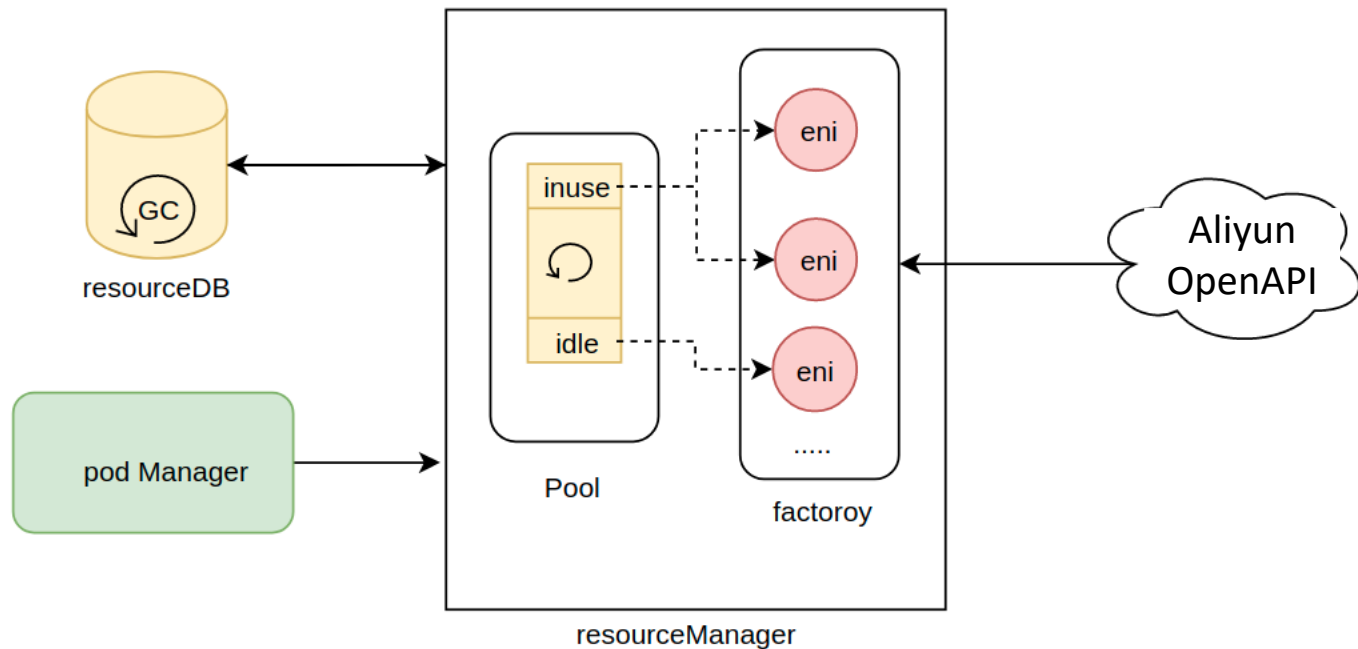 GC
resourceDB
pod Manager
inuse
idle
Pool
eni
eni
eni
.....
factoroy
resourceManager
Aliyun
OpenAPI